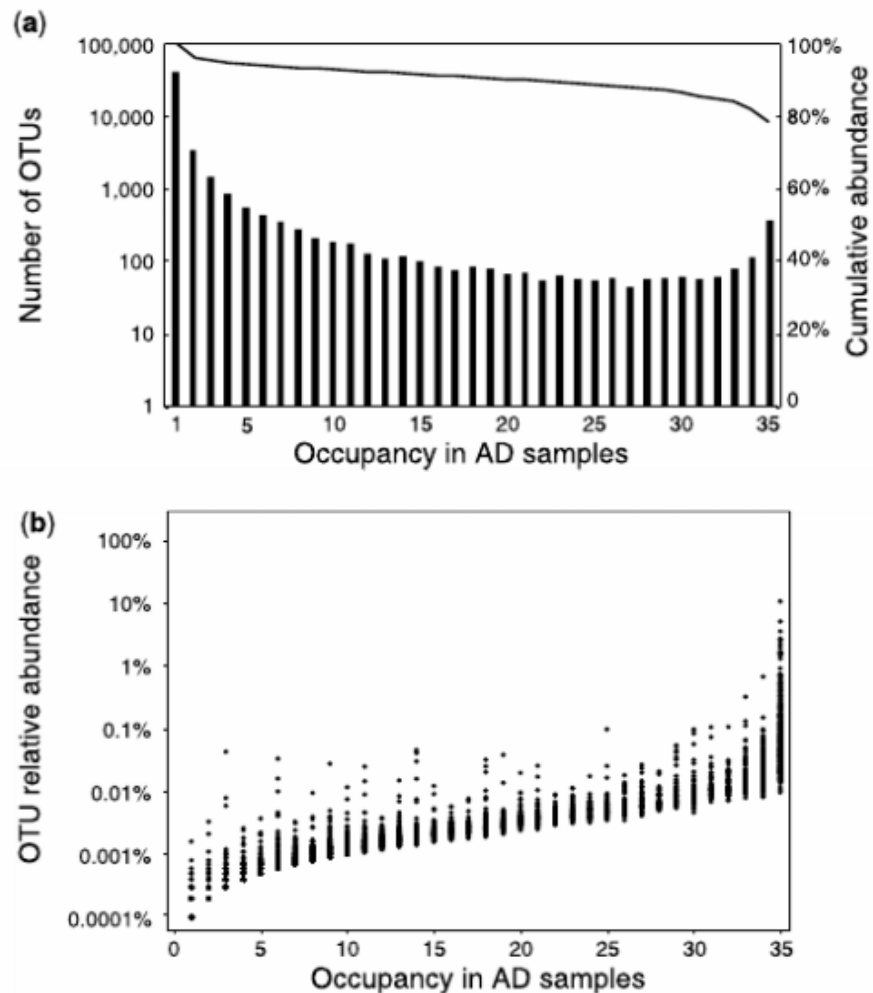 (a)
100,000
10,000
1,000
100
10
1
Number of OTUs
100%
80%
60%
40%
20%
0
Cumulative abundance
1 5 10 15 20 25 30 35
Occupancy in AD samples
(b)
100%
10%
1%
0.1%
0.01%
0.001%
0.0001%
OTU relative abundance
0 5 10 15 20 25 30 35
Occupancy in AD samples